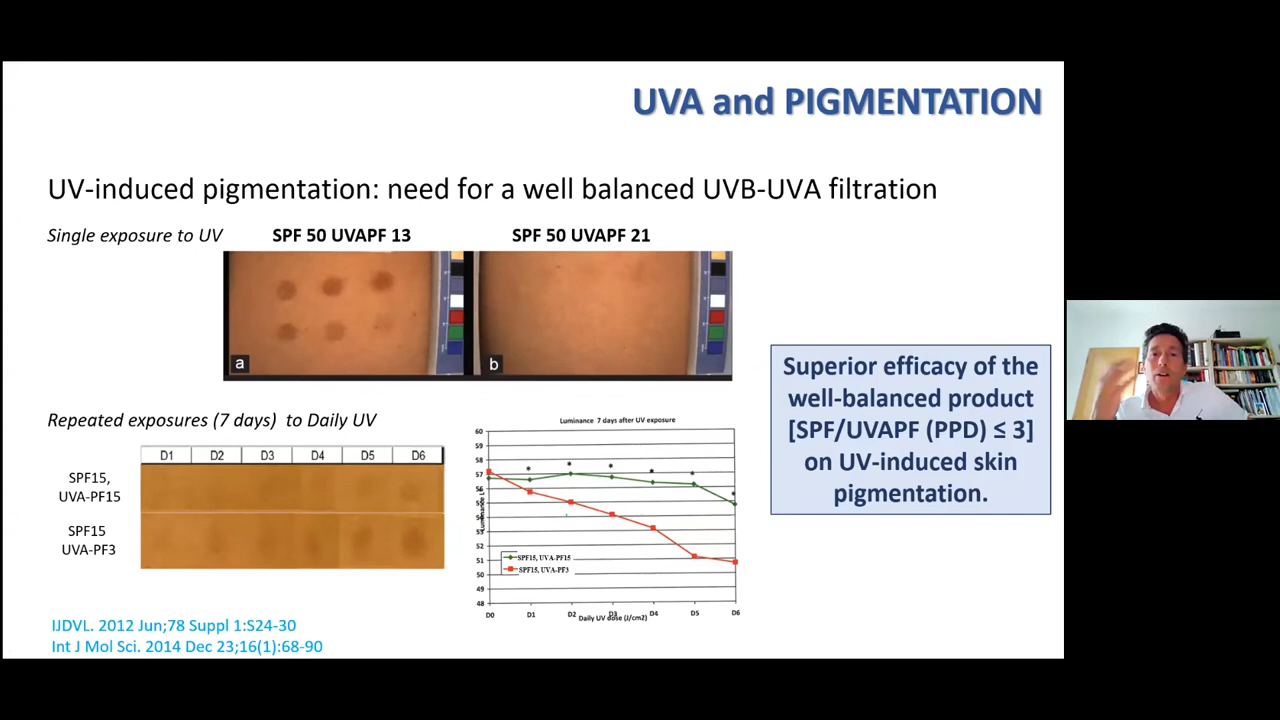 UVA and PIGMENTATION
UV-induced pigmentation: need for a well balanced UVB-UVA filtration
Single exposure to UV
SPF 50 UVAPF 13
SPF 50 UVAPF 21
a
b
Repeated exposures (7 days) to Daily UV
D1 D2 D3 D4 D5 D6
SPF15,
UVA-PF15
SPF15
UVA-PF3
Luminance 7 days after UV exposure
60
59
58
57
56
52
51
50
49
48
SPF15, UVA-PF15
SPF15, UVA-PF3
D0 D1 D2 D3 D4 D5 D6
Daily UV dose (J/cm2)
Superior efficacy of the
well-balanced product
[SPF/UVAPF (PPD) ≤ 3]
on UV-induced skin
pigmentation.
IJDVL. 2012 Jun;78 Suppl 1:S24-30
Int J Mol Sci. 2014 Dec 23;16(1):68-90